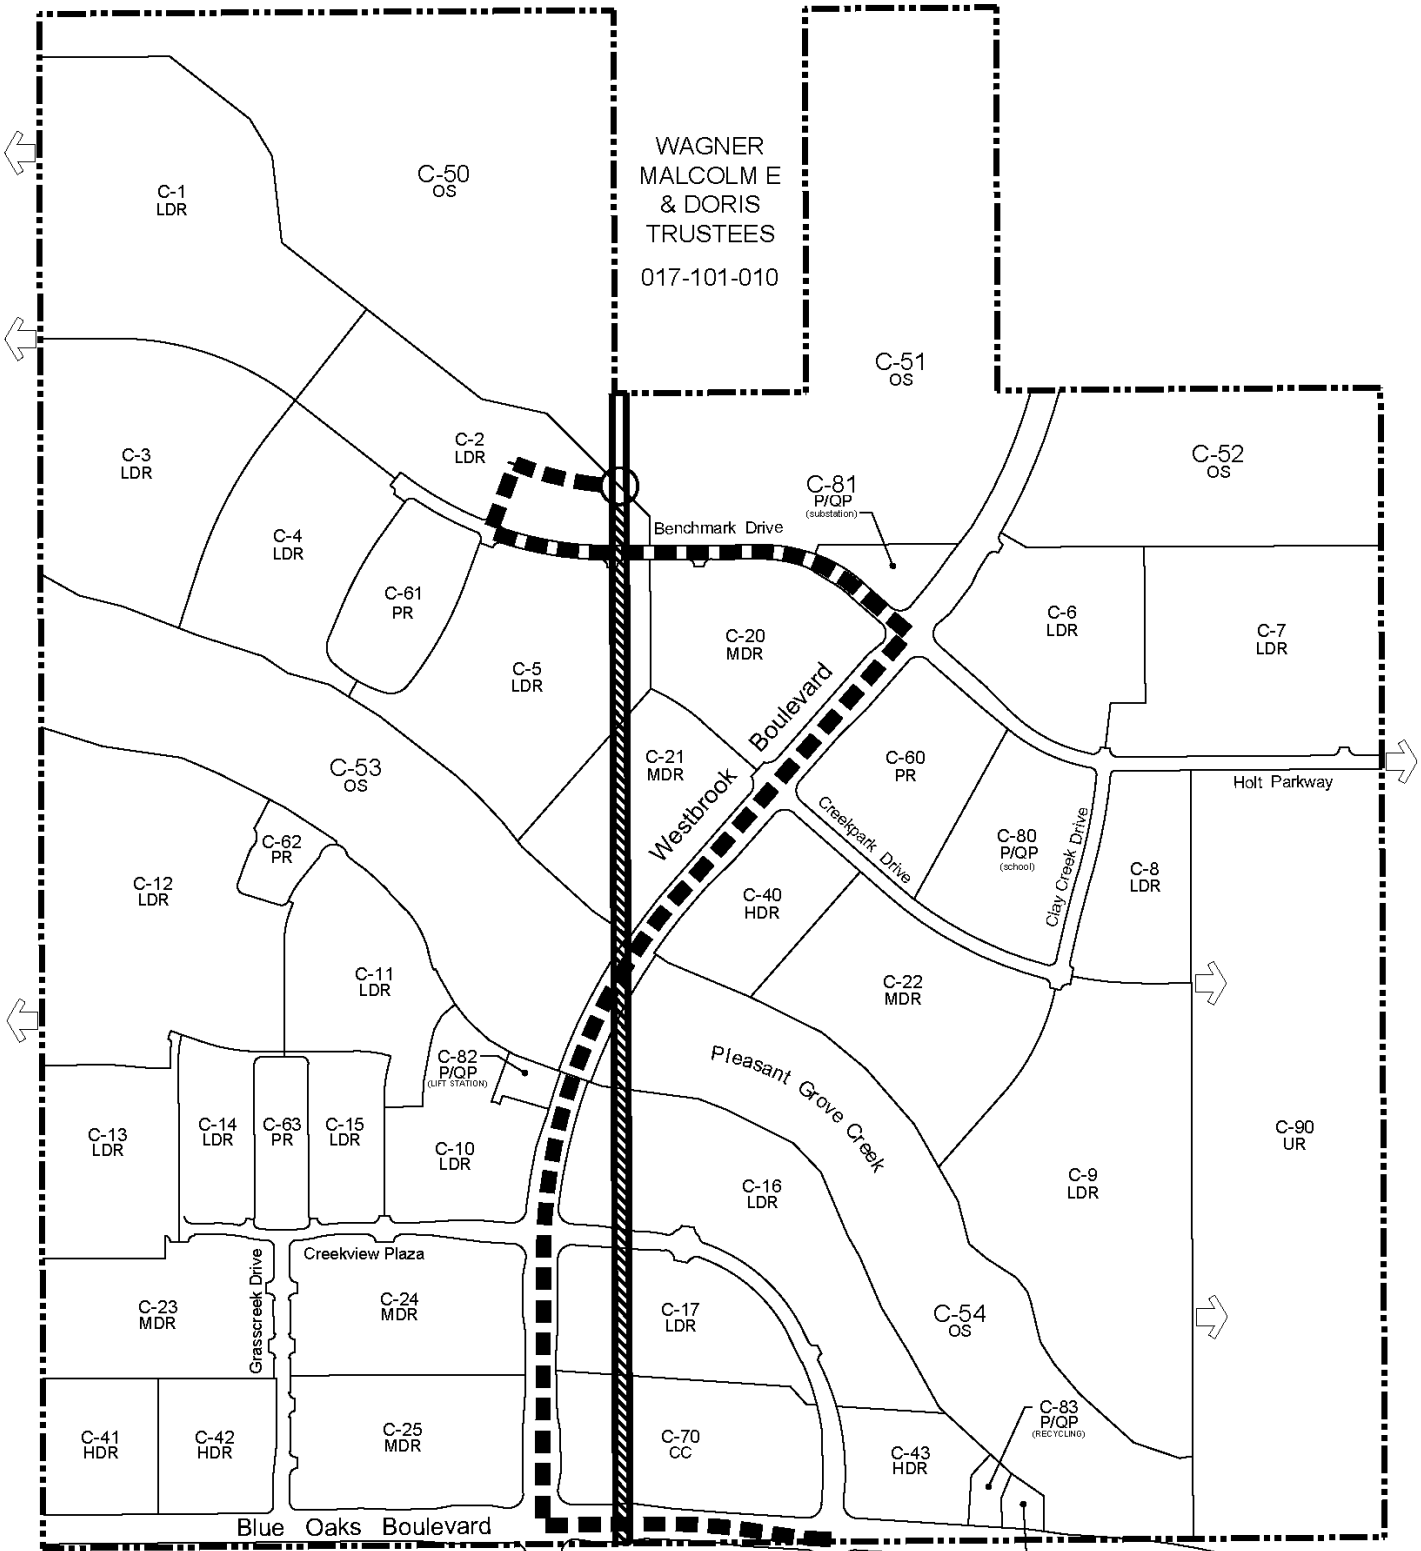 WAGNER
MALCOLM E
& DORIS
TRUSTEES
017-101-010
C-50
OS
C-1
LDR
C-51
OS
C-2
LDR
C-3
LDR
C-52
OS
C-81
P/QP
(substation)
Benchmark Drive
C-4
LDR
C-61
PR
C-6
LDR
C-7
LDR
C-20
MDR
C-5
LDR
Westbrook Boulevard
C-21
MDR
C-60
PR
C-53
OS
Holt Parkway
Creekpark Drive
C-80
P/QP
(school)
Clay Creek Drive
C-62
PR
C-8
LDR
C-12
LDR
C-40
HDR
C-11
LDR
C-22
MDR
C-82
P/QP
(LIFT STATION)
Pleasant Grove Creek
C-13
LDR
C-14
LDR
C-63
PR
C-15
LDR
C-10
LDR
C-90
UR
C-16
LDR
C-9
LDR
Creekview Plaza
Grasscreek Drive
C-23
MDR
C-24
MDR
C-17
LDR
C-54
OS
C-83
P/QP
(RECYCLING)
C-41
HDR
C-42
HDR
C-25
MDR
C-70
CC
C-43
HDR
Blue Oaks Boulevard